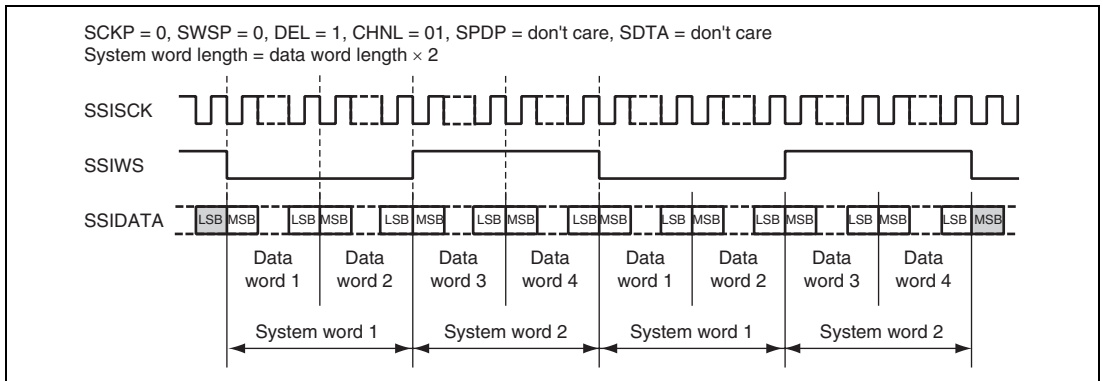 SCKP = 0, SWSP = 0, DEL = 1, CHNL = 01, SPDP = don't care, SDTA = don't care
System word length = data word length × 2
SSISCK
SSIWS
SSIDATA
LSB MSB LSB MSB LSB MSB LSB MSB LSB MSB LSB MSB LSB MSB LSB MSB LSB MSB
Data word 1
Data word 2
Data word 3
Data word 4
Data word 1
Data word 2
Data word 3
Data word 4
System word 1
System word 2
System word 1
System word 2